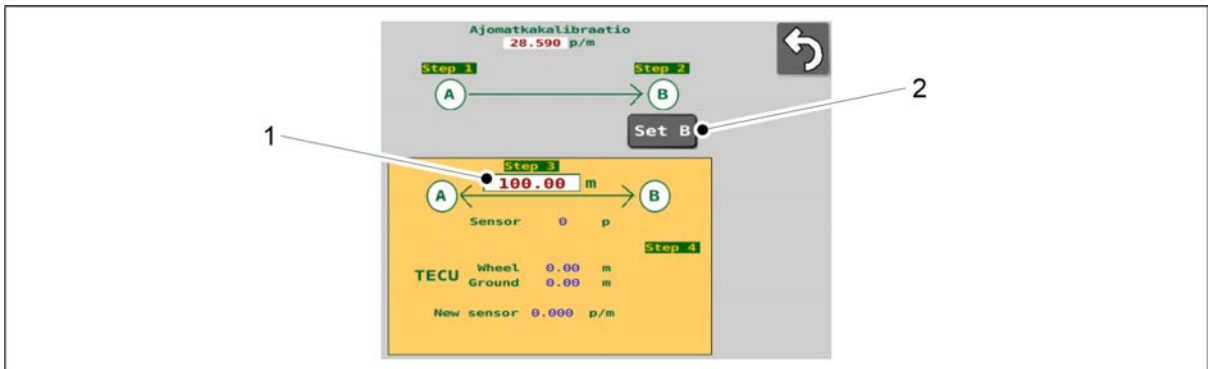 Ajomatkakalibraatio
28.590 p/m
Step 1 Step 2
A B
Set B
2
1
Step 3
100.00 m
A B
Sensor 0 p
Step 4
TECU Wheel 0.00 m
Ground 0.00 m
New sensor 0.000 p/m